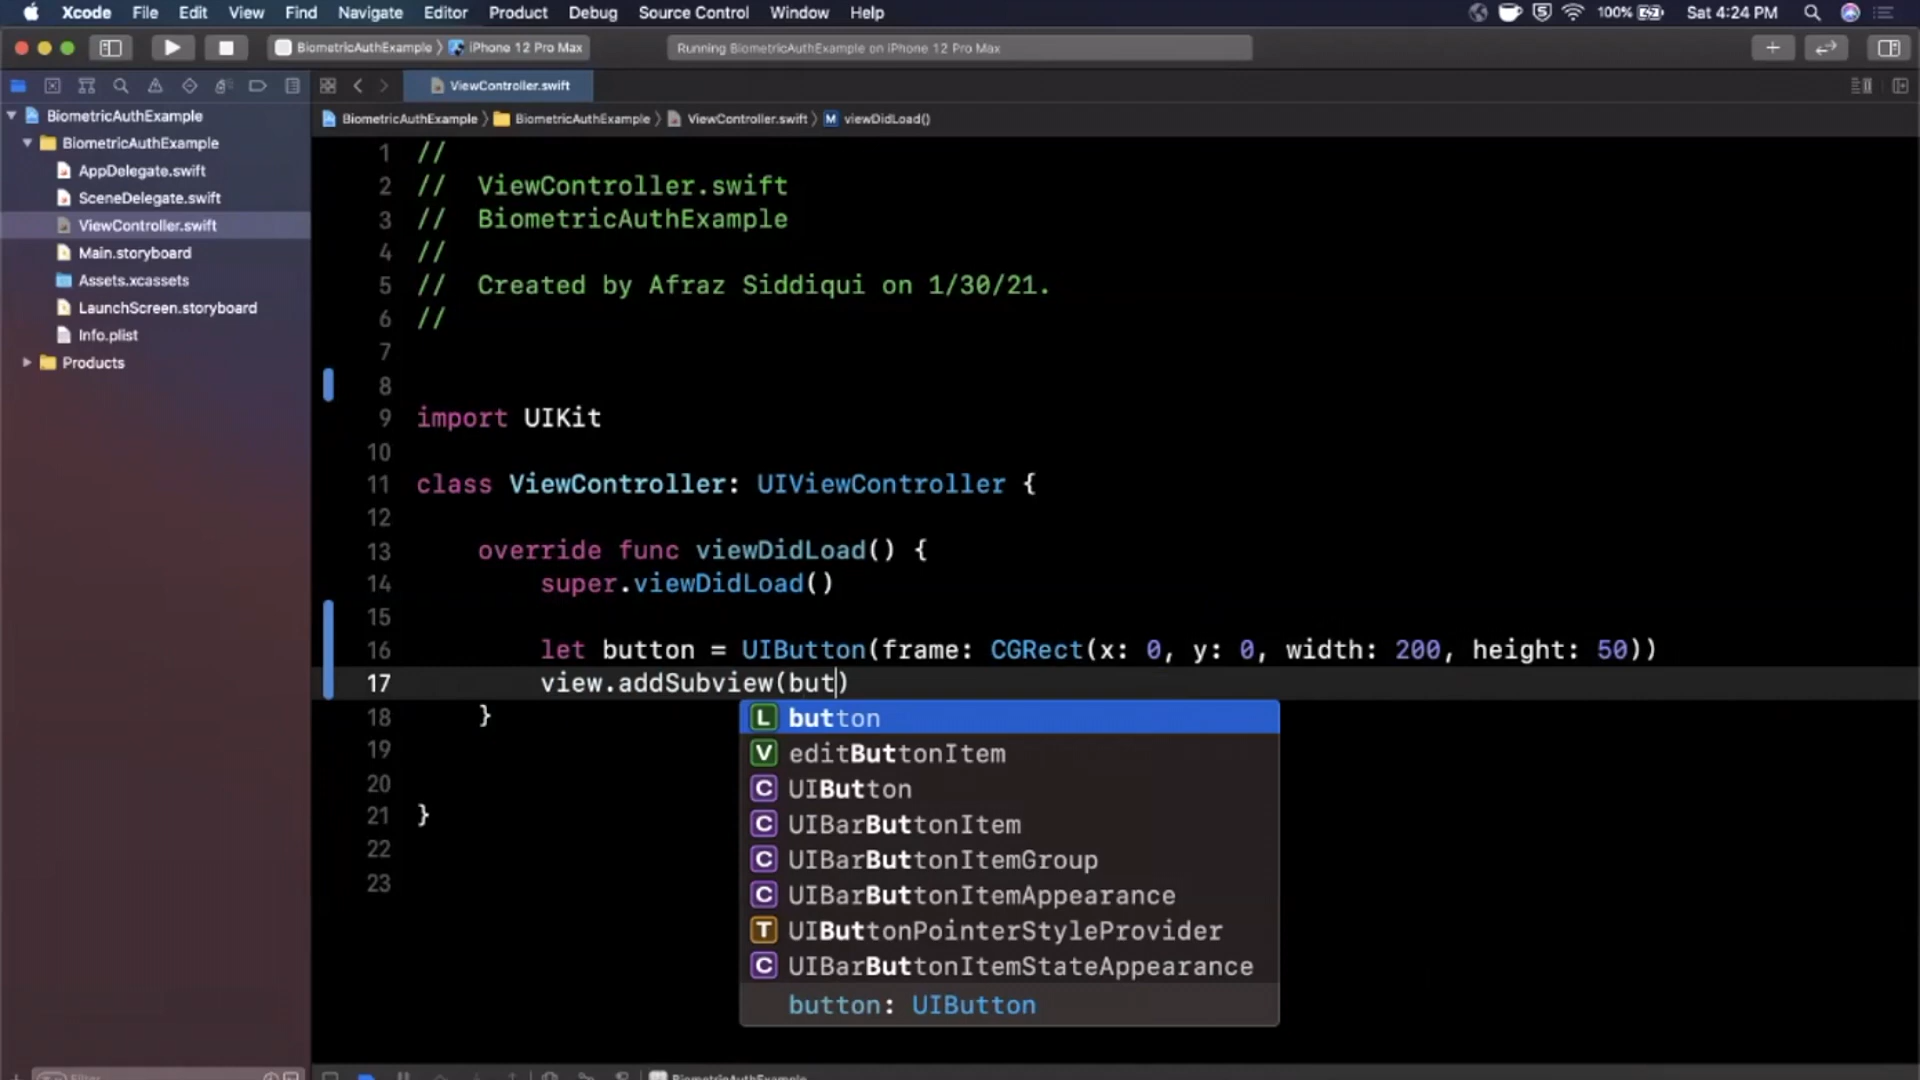 Xcode File Edit View Find Navigate Editor Product Debug Source Control Window Help 100% Sat 4:24 PM
BiometricAuthExample iPhone 12 Pro Max Running BiometricAuthExample on iPhone 12 Pro Max
ViewController.swift
BiometricAuthExample BiometricAuthExample ViewController.swift M viewDidLoad()
BiometricAuthExample
BiometricAuthExample
AppDelegate.swift
SceneDelegate.swift
ViewController.swift
Main.storyboard
Assets.xcassets
LaunchScreen.storyboard
Info.plist
Products
Filter
1 //
2 // ViewController.swift
3 // BiometricAuthExample
4 //
5 // Created by Afraz Siddiqui on 1/30/21.
6 //
7
8
9 import UIKit
10
11 class ViewController: UIViewController {
12
13 override func viewDidLoad() {
14 super.viewDidLoad()
15
16 let button = UIButton(frame: CGRect(x: 0, y: 0, width: 200, height: 50))
17 view.addSubview(but)
18 }
19
20
21 }
22
23
L button
V editButtonItem
C UIButton
C UIBarButtonItem
C UIBarButtonItemGroup
C UIBarButtonItemAppearance
T UIButtonPointerStyleProvider
C UIBarButtonItemStateAppearance
button: UIButton
BiometricAuthExample